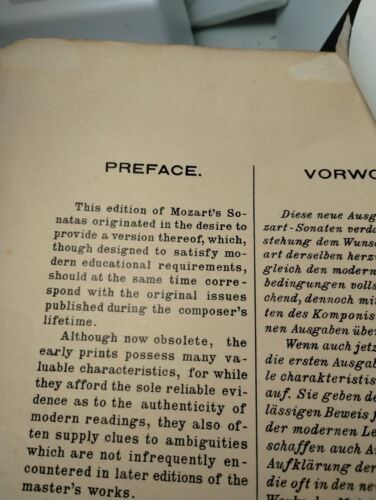 PREFACE.
This edition of Mozart's So-
natas originated in the desire to
provide a version thereof, which,
though designed to satisfy mo-
dern educational requirements,
should at the same time corre-
spond with the original issues
published during the composer's
lifetime.
Although now obsolete, the
early prints possess many va-
luable characteristics, for while
they afford the sole reliable evi-
dence as to the authenticity of
modern readings, they also of-
ten supply clues to ambiguities
which are not infrequently en-
countered in later editions of the
master's works.
VORWO
Diese neue Ausg
zart-Sonaten verda
stehung dem Wuns
art derselben herz
gleich den modern
bedingungen volls
chend, dennoch mit
ten des Komponis
nen Ausgaben übe
Wenn auch jetz
die ersten Ausgab
le charakteristis
auf. Sie geben de
lässigen Beweis f
der modernen Le
schaffen auch A
Aufklärung der
die oft in den ne